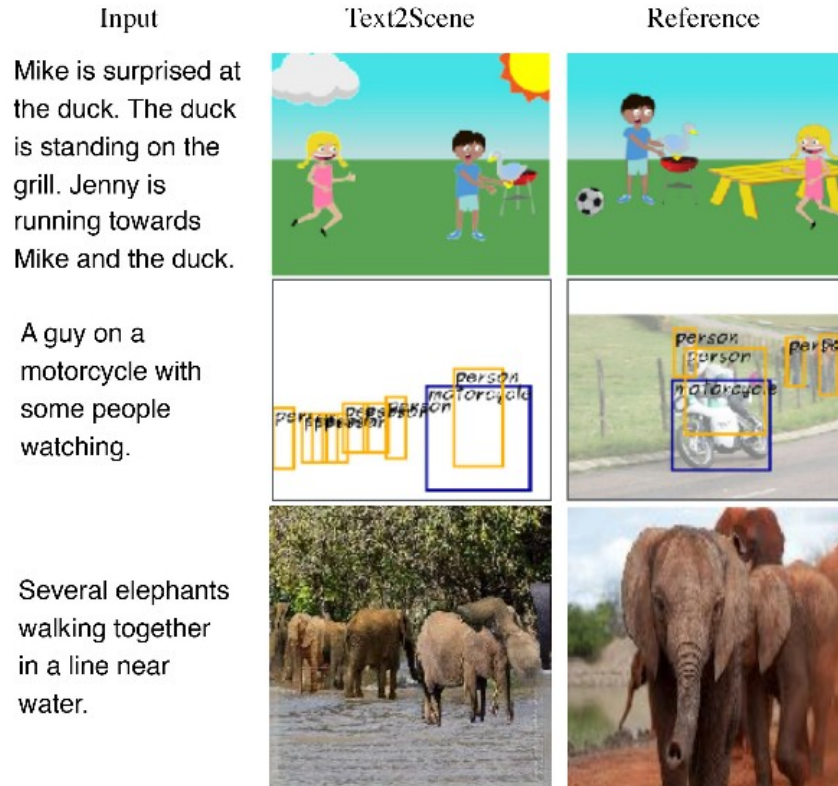 Input
Text2Scene
Reference
Mike is surprised at
the duck. The duck
is standing on the
grill. Jenny is
running towards
Mike and the duck.
A guy on a
motorcycle with
some people
watching.
person
motorcycle
person
person
person
motorcycle
Several elephants
walking together
in a line near
water.